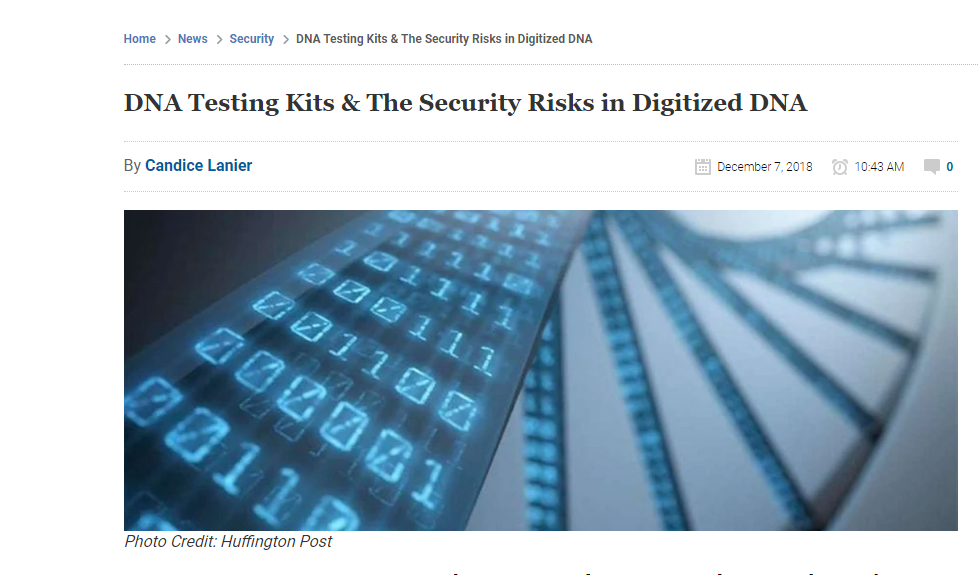 Home > News > Security > DNA Testing Kits & The Security Risks in Digitized DNA
DNA Testing Kits & The Security Risks in Digitized DNA
By Candice Lanier December 7, 2018 10:43 AM 0
Photo Credit: Huffington Post